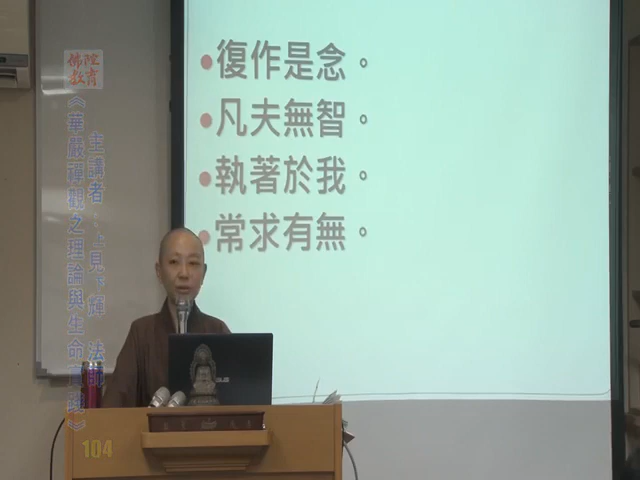 佛陀
教育
《華嚴禪觀之理論與生命實踐》
主講者：上見下輝 法師
復作是念。
凡夫無智。
執著於我。
常求有無。
104